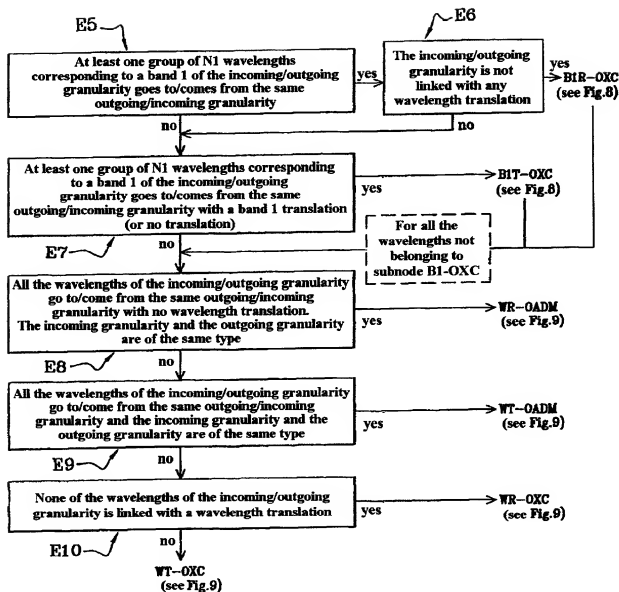 E5
E6
At least one group of N1 wavelengths
corresponding to a band 1 of the incoming/outgoing
granularity goes to/comes from the same
outgoing/incoming granularity
yes
The
incoming/outgoing
granularity is not
linked with any
wavelength translation
yes
B1R-OXC
(see Fig.8)
no
no
At least one group of N1 wavelengths corresponding
to a band 1 of the incoming/outgoing
granularity goes to/comes from the same
outgoing/incoming granularity with a band 1 translation
(or no translation)
yes
B1T-OXC
(see Fig.8)
E7
no
For all the
wavelengths not
belonging to
subnode B1-OXC
All the wavelengths of the incoming/outgoing granularity
go to/come from the same outgoing/incoming
granularity with no wavelength translation.
The incoming granularity and the outgoing granularity
are of the same type
yes
WR-OADM
(see Fig.9)
E8
no
All the wavelengths of the incoming/outgoing granularity
go to/come from the same outgoing/incoming
granularity and the incoming granularity and the
outgoing granularity are of the same type
yes
WT-OADM
(see Fig.9)
E9
no
None of the wavelengths of the incoming/outgoing
granularity is linked with a wavelength translation
yes
WR-OXC
(see Fig.9)
E10
no
WT-OXC
(see Fig.9)